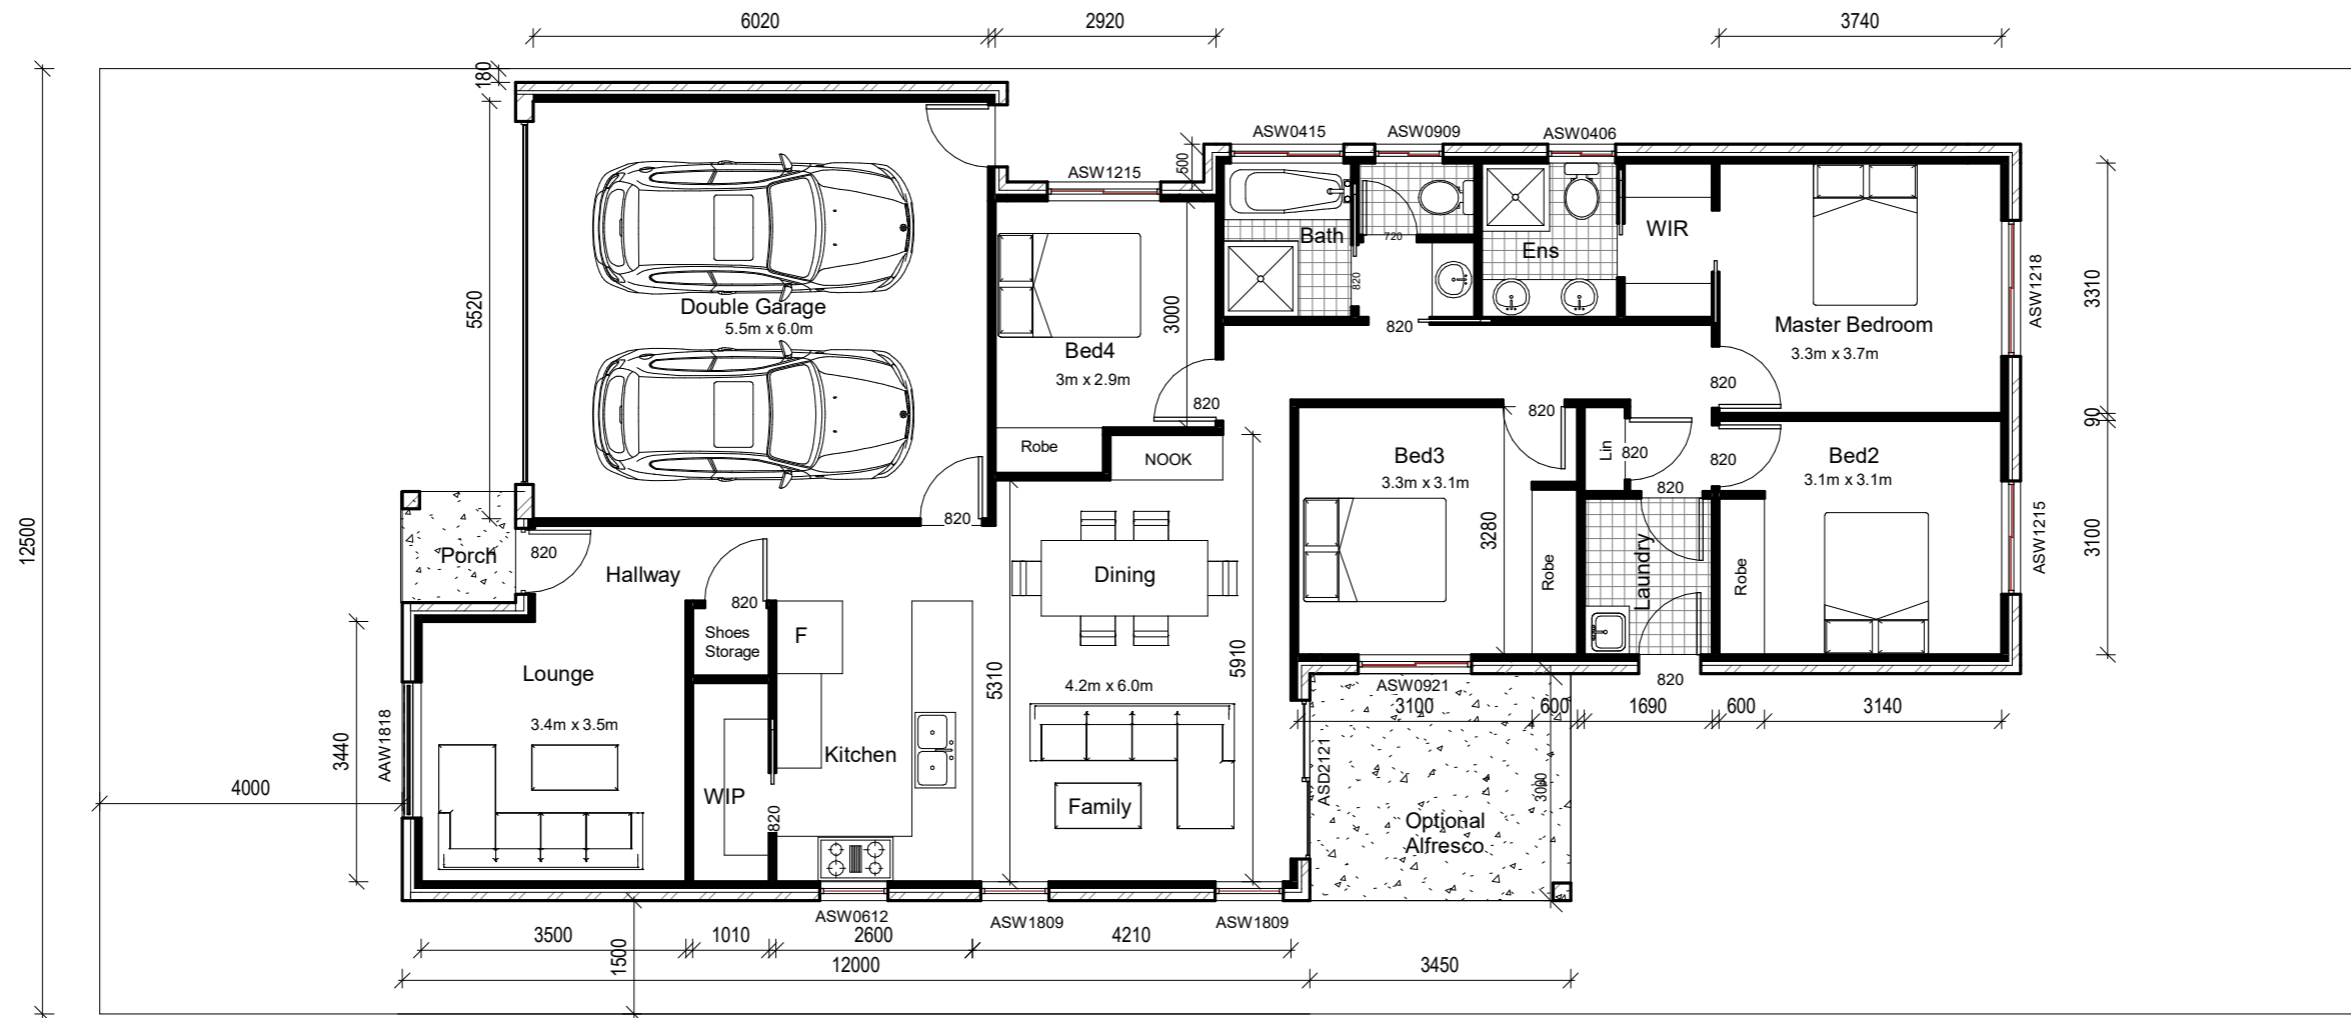 6020
2920
3740
180
ASW0415
ASW0909
ASW0406
500
ASW1215
Bath
720
Ens
WIR
820
ASW1218
3310
5520
Double Garage
5.5m x 6.0m
3000
820
Master Bedroom
3.3m x 3.7m
Bed4
3m x 2.9m
820
820
820
90
Robe
NOOK
Bed3
3.3m x 3.1m
Lin
820
820
Bed2
3.1m x 3.1m
820
820
12500
Porch
820
Hallway
Dining
3280
Robe
Laundry
Robe
ASW1215
3100
820
Shoes
Storage
F
Lounge
3.4m x 3.5m
5310
4.2m x 6.0m
5910
ASW0921
820
3100
600
1690
600
3140
3440
AAW1818
4000
WIP
820
Kitchen
Family
ASD2121
3000
Optional
Alfresco
ASW0612
ASW1809
ASW1809
3500
1010
2600
4210
1500
12000
3450